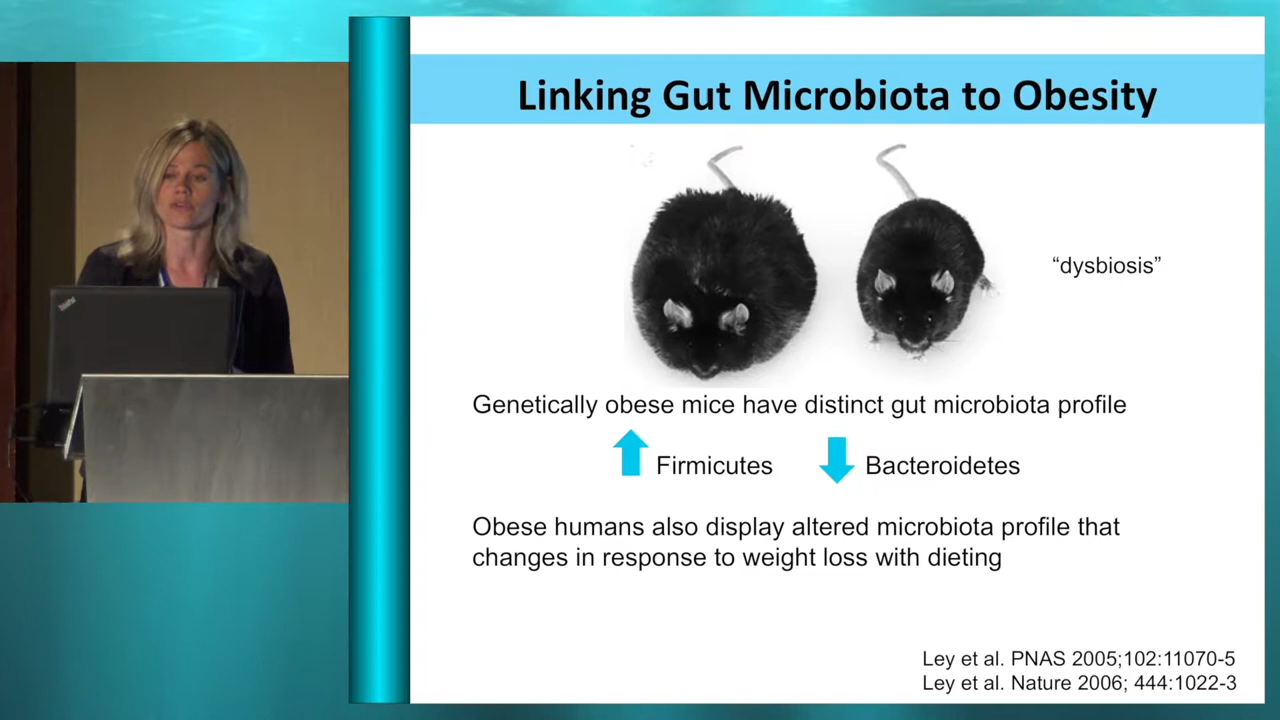 Linking Gut Microbiota to Obesity
“dysbiosis”
Genetically obese mice have distinct gut microbiota profile
Firmicutes
Bacteroidetes
Obese humans also display altered microbiota profile that
changes in response to weight loss with dieting
Ley et al. PNAS 2005;102:11070-5
Ley et al. Nature 2006; 444:1022-3
ThinkPad